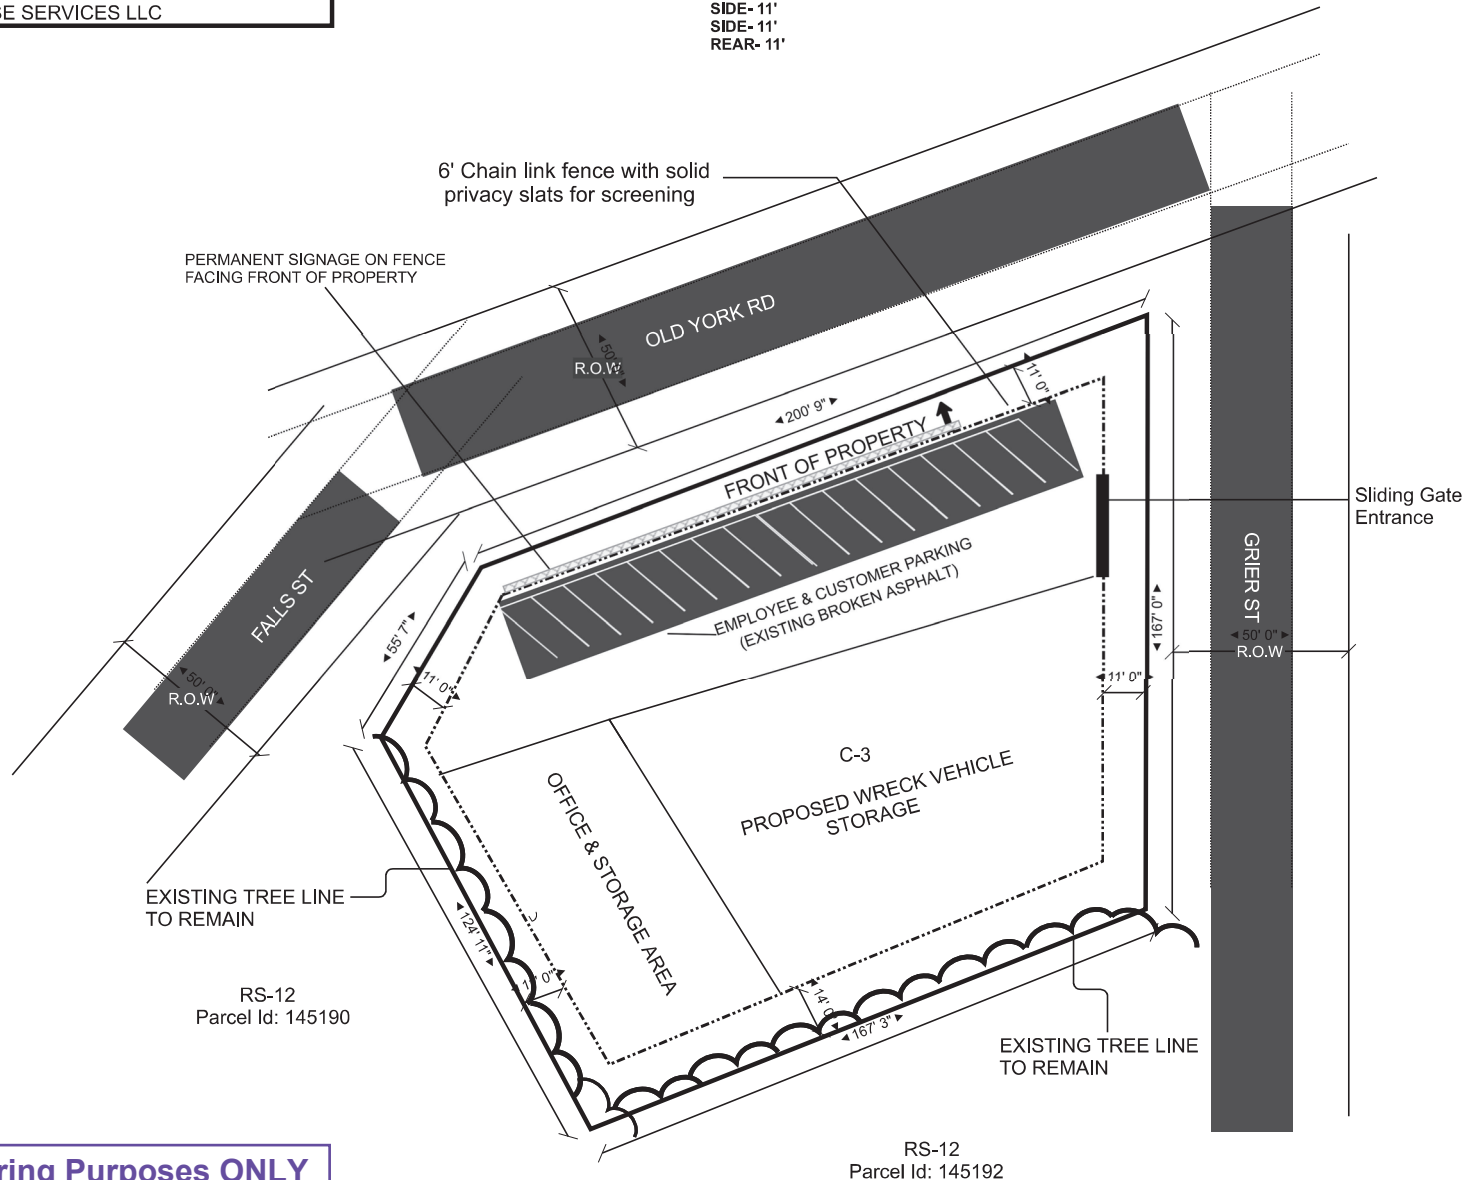 SE SERVICES LLC
SIDE- 11'
SIDE- 11'
REAR- 11'
6' Chain link fence with solid
privacy slats for screening
PERMANENT SIGNAGE ON FENCE
FACING FRONT OF PROPERTY
OLD YORK RD
R.O.W
11' 0"
200' 9"
FRONT OF PROPERTY
Sliding Gate
Entrance
GRIER ST
FALLS ST
EMPLOYEE & CUSTOMER PARKING
(EXISTING BROKEN ASPHALT)
55' 7"
167' 0"
50' 0"
R.O.W
11' 0"
11' 0"
50' 0"
R.O.W
C-3
PROPOSED WRECK VEHICLE
STORAGE
OFFICE & STORAGE AREA
EXISTING TREE LINE
TO REMAIN
124' 11"
14' 0"
167' 3"
RS-12
Parcel Id: 145190
EXISTING TREE LINE
TO REMAIN
RS-12
Parcel Id: 145192
ring Purposes ONLY